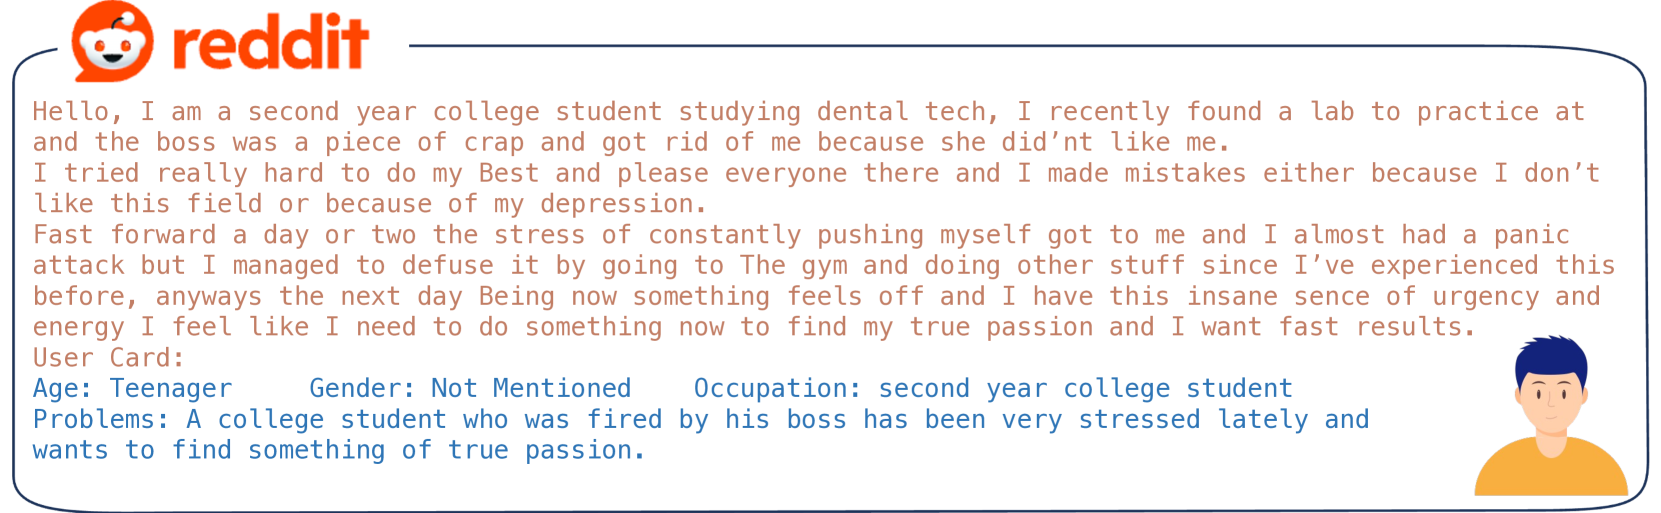 reddit
Hello, I am a second year college student studying dental tech, I recently found a lab to practice at
and the boss was a piece of crap and got rid of me because she did’nt like me.
I tried really hard to do my Best and please everyone there and I made mistakes either because I don’t
like this field or because of my depression.
Fast forward a day or two the stress of constantly pushing myself got to me and I almost had a panic
attack but I managed to defuse it by going to The gym and doing other stuff since I’ve experienced this
before, anyways the next day Being now something feels off and I have this insane sence of urgency and
energy I feel like I need to do something now to find my true passion and I want fast results.
User Card:
Age: Teenager Gender: Not Mentioned Occupation: second year college student
Problems: A college student who was fired by his boss has been very stressed lately and
wants to find something of true passion.